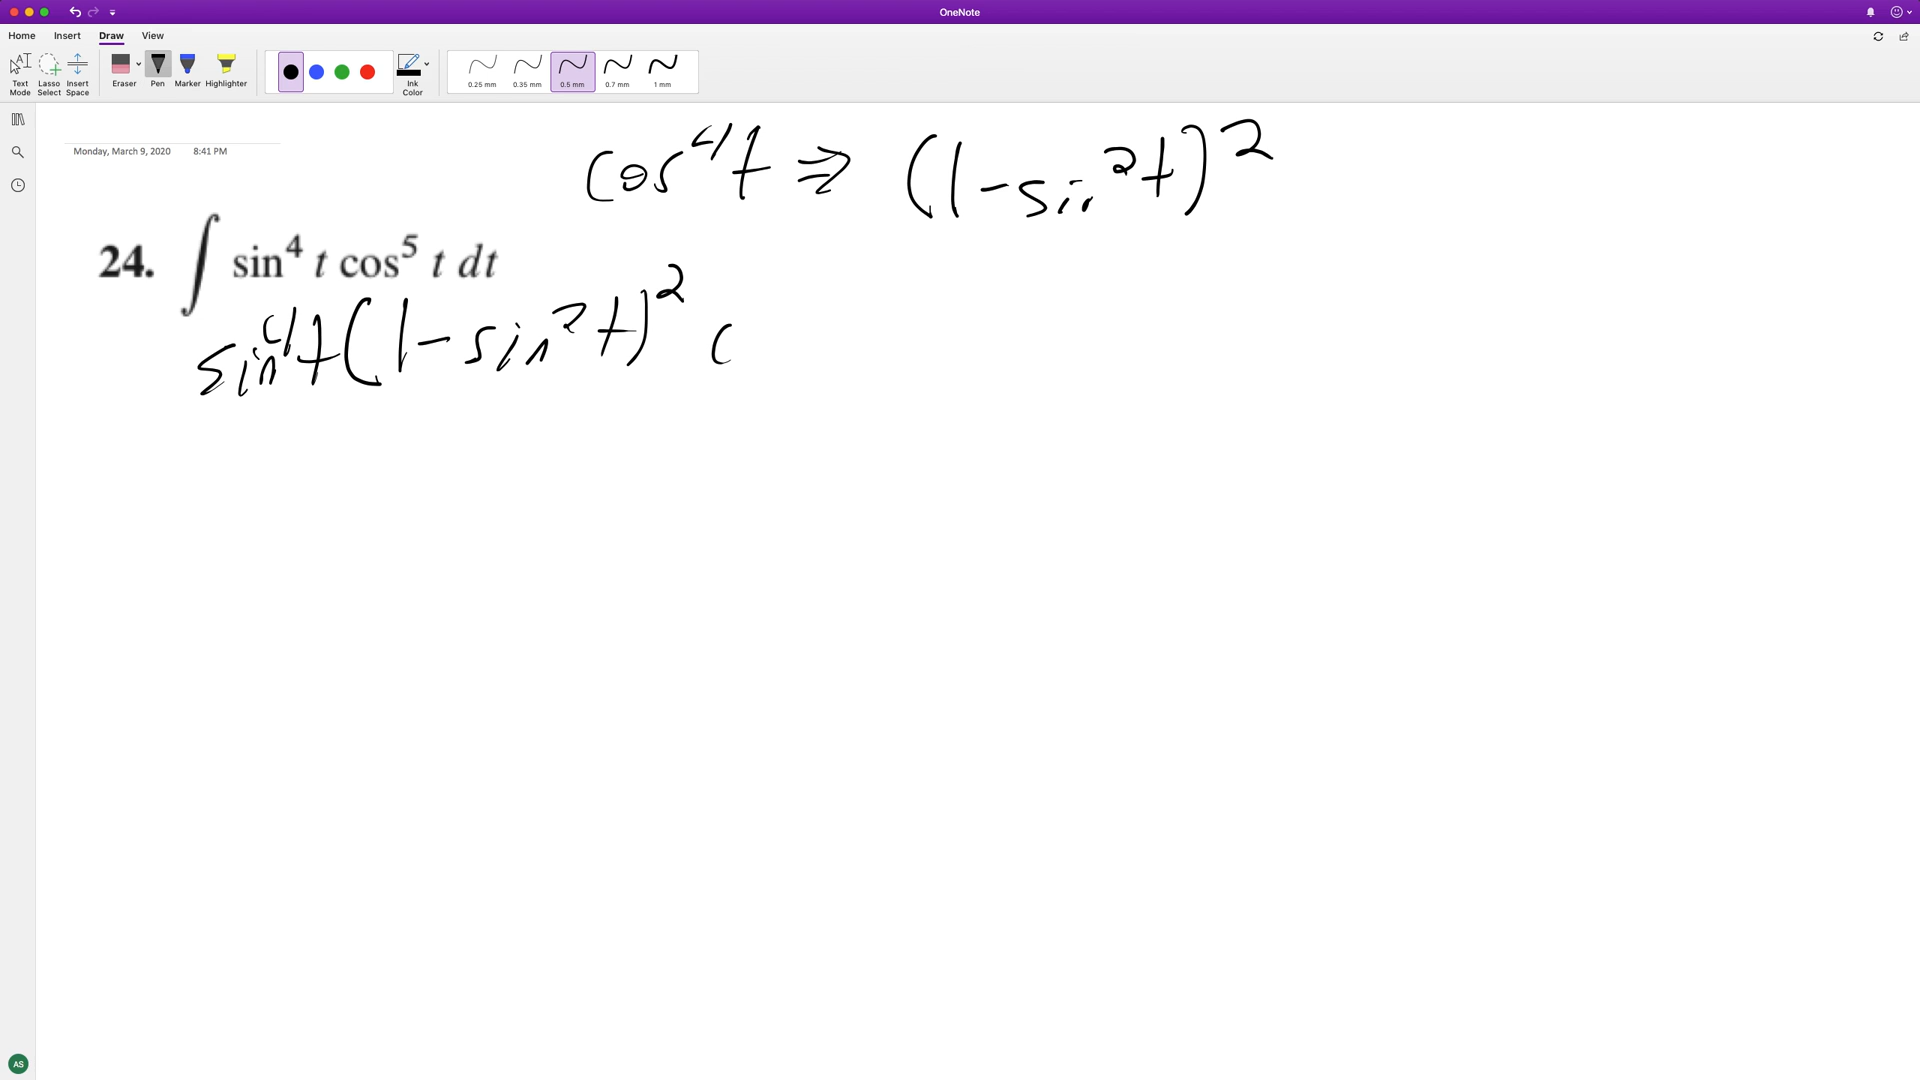 OneNote
Home Insert Draw View
Text Mode Lasso Select Insert Space Eraser Pen Marker Highlighter Ink Color 0.25 mm 0.35 mm 0.5 mm 0.7 mm 1 mm
Monday, March 9, 2020 8:41 PM
cos⁴t ⇒ (1-sin²t)²
24. ∫ sin⁴ t cos⁵ t dt
sin⁴t(1-sin²t)² c
AS